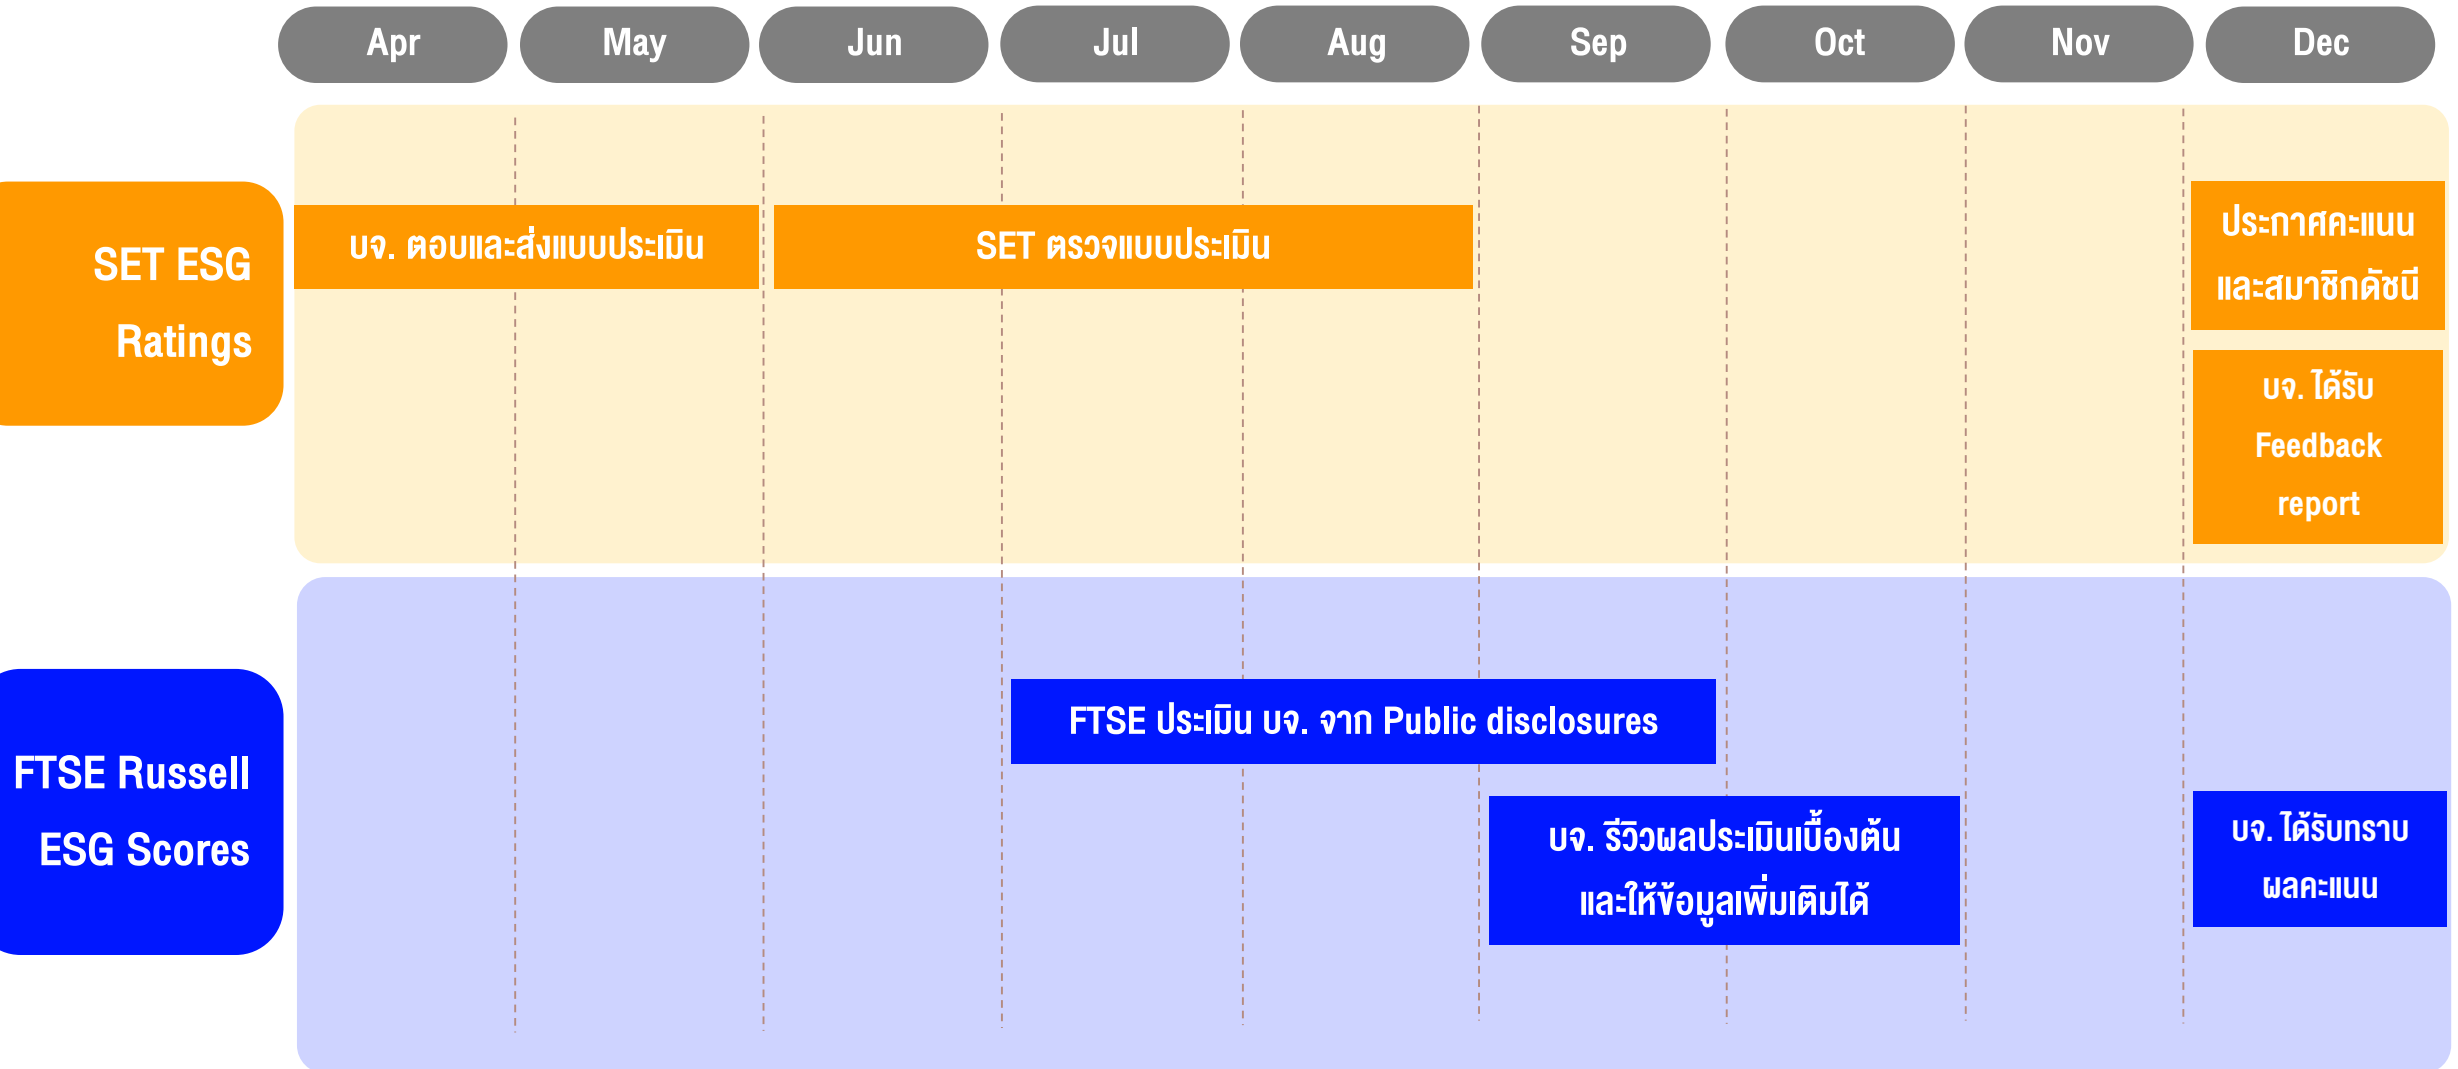 Apr May Jun Jul Aug Sep Oct Nov Dec
SET ESG
Ratings
บจ. ตอบและส่งแบบประเมิน
SET ตรวจแบบประเมิน
ประกาศคะแนน
และสมาชิกดัชนี
บจ. ได้รับ
Feedback
report
FTSE Russell
ESG Scores
FTSE ประเมิน บจ. จาก Public disclosures
บจ. รีวิวผลประเมินเบื้องต้น
และให้ข้อมูลเพิ่มเติมได้
บจ. ได้รับทราบ
ผลคะแนน